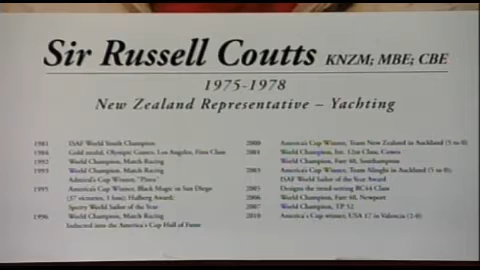 Sir Russell Coutts KNZM; MBE; CBE
1975-1978
New Zealand Representative – Yachting
1981 ISAF World Youth Champion
1984 Gold medal, Olympic Games, Los Angeles, Finn Class
1992 World Champion, Match Racing
1993 World Champion, Match Racing
Admiral's Cup Winner, "Pinta"
1995 America's Cup Winner, Black Magic in San Diego
(37 victories, 1 loss); Halberg Award;
Sperry World Sailor of the Year
1996 World Champion, Match Racing
Inducted into the America's Cup Hall of Fame
2000 America's Cup Winner, Team New Zealand in Auckland (5 to 0)
2001 World Champion, Int. 12m Class, Cowes
World Champion, Farr 40, Southampton
2003 America's Cup Winner, Team Alinghi in Auckland (5 to 0)
ISAF World Sailor of the Year Award
2005 Designs the trend-setting RC44 Class
2006 World Champion, Farr 40, Newport
2007 World Champion, TP 52
2010 America's Cup winner, USA 17 in Valencia (2-0)